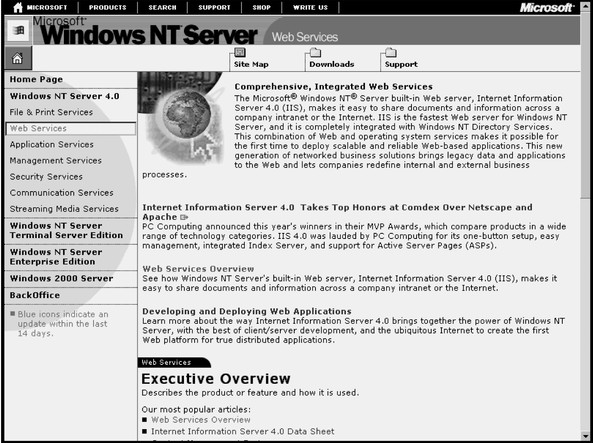 MICROSOFT PRODUCTS SEARCH SUPPORT SHOP WRITE US Microsoft
Microsoft®
Windows NT Server Web Services
Site Map Downloads Support
Home Page
Windows NT Server 4.0
File & Print Services
Web Services
Application Services
Management Services
Security Services
Communication Services
Streaming Media Services
Windows NT Server
Terminal Server Edition
Windows NT Server
Enterprise Edition
Windows 2000 Server
BackOffice
Blue icons indicate an
update within the last
14 days.
Comprehensive, Integrated Web Services
The Microsoft® Windows NT® Server built-in Web server, Internet Information
Server 4.0 (IIS), makes it easy to share documents and information across a
company intranet or the Internet. IIS is the fastest Web server for Windows NT
Server, and it is completely integrated with Windows NT Directory Services.
This combination of Web and operating system services makes it possible for
the first time to deploy scalable and reliable Web-based applications. This new
generation of networked business solutions brings legacy data and applications
to the Web and lets companies redefine internal and external business
processes.
Internet Information Server 4.0 Takes Top Honors at Comdex Over Netscape and
Apache
PC Computing announced this year's winners in their MVP Awards, which compare products in a wide
range of technology categories. IIS 4.0 was lauded by PC Computing for its one-button setup, easy
management, integrated Index Server, and support for Active Server Pages (ASPs).
Web Services Overview
See how Windows NT Server's built-in Web server, Internet Information Server 4.0 (IIS), makes it
easy to share documents and information across a company intranet or the Internet.
Developing and Deploying Web Applications
Learn more about the way Internet Information Server 4.0 brings together the power of Windows NT
Server, with the best of client/server development, and the ubiquitous Internet to create the first
Web platform for true distributed applications.
Web Services
Executive Overview
Describes the product or feature and how it is used.
Our most popular articles:
Web Services Overview
Internet Information Server 4.0 Data Sheet